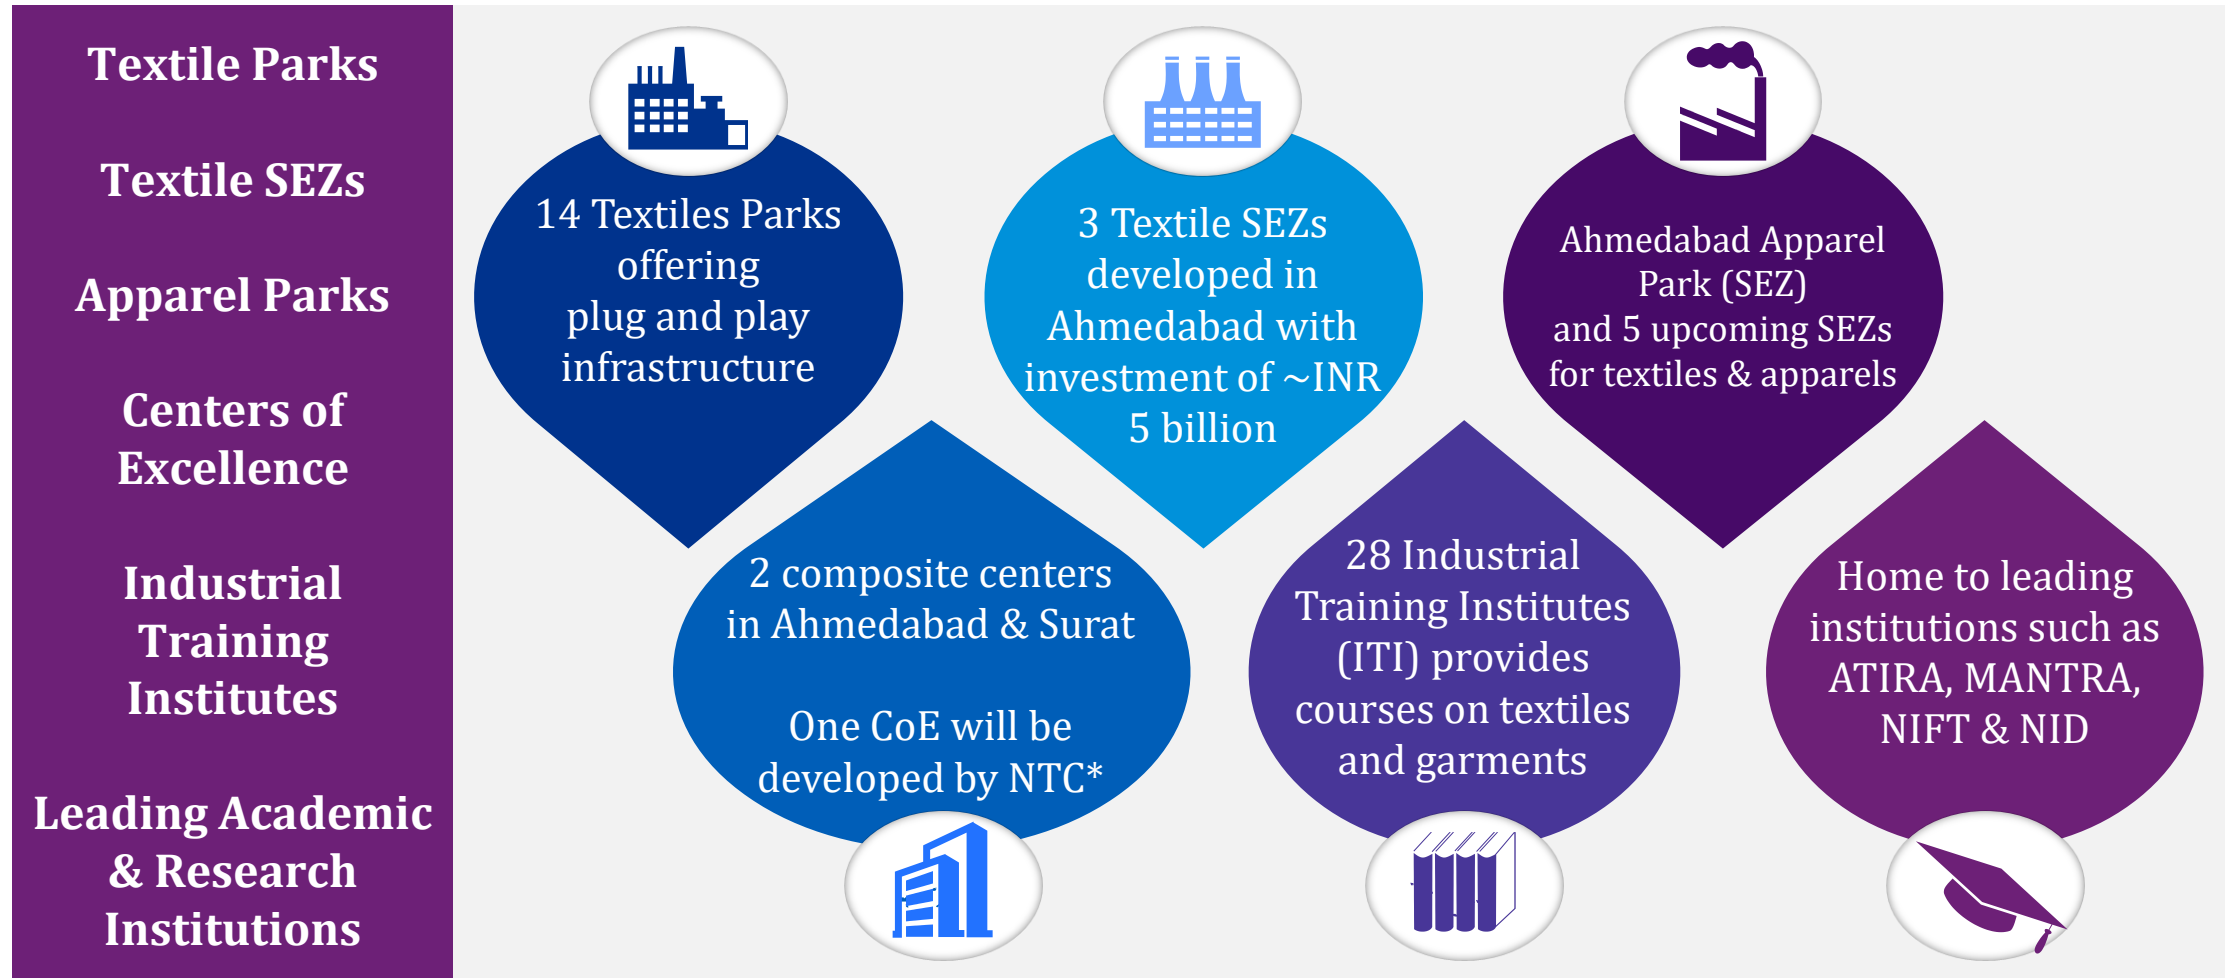 Textile Parks
Textile SEZs
Apparel Parks
Centers of
Excellence
Industrial
Training
Institutes
Leading Academic
& Research
Institutions
14 Textiles Parks
offering
plug and play
infrastructure
3 Textile SEZs
developed in
Ahmedabad with
investment of ~INR
5 billion
Ahmedabad Apparel
Park (SEZ)
and 5 upcoming SEZs
for textiles & apparels
2 composite centers
in Ahmedabad & Surat
One CoE will be
developed by NTC*
28 Industrial
Training Institutes
(ITI) provides
courses on textiles
and garments
Home to leading
institutions such as
ATIRA, MANTRA,
NIFT & NID